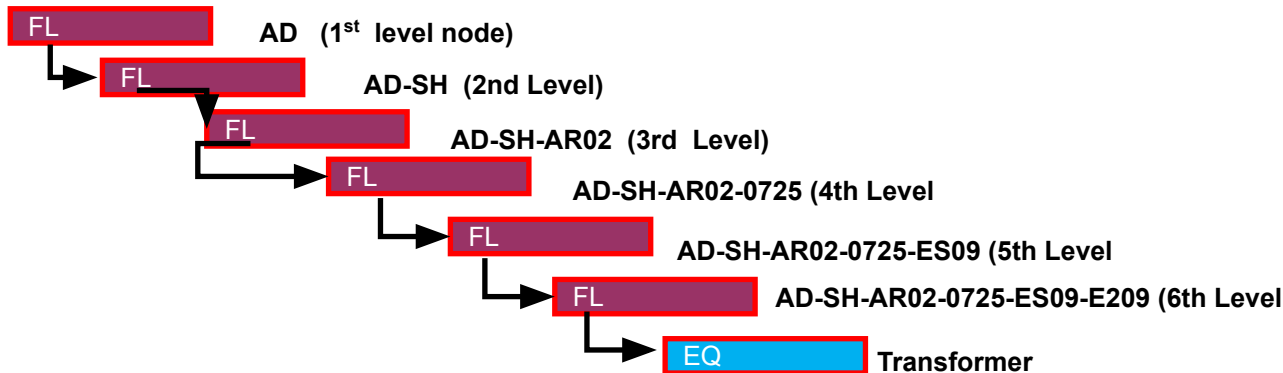 FL AD (1st level node)
FL AD-SH (2nd Level)
FL AD-SH-AR02 (3rd Level)
FL AD-SH-AR02-0725 (4th Level
FL AD-SH-AR02-0725-ES09 (5th Level
FL AD-SH-AR02-0725-ES09-E209 (6th Level
EQ Transformer